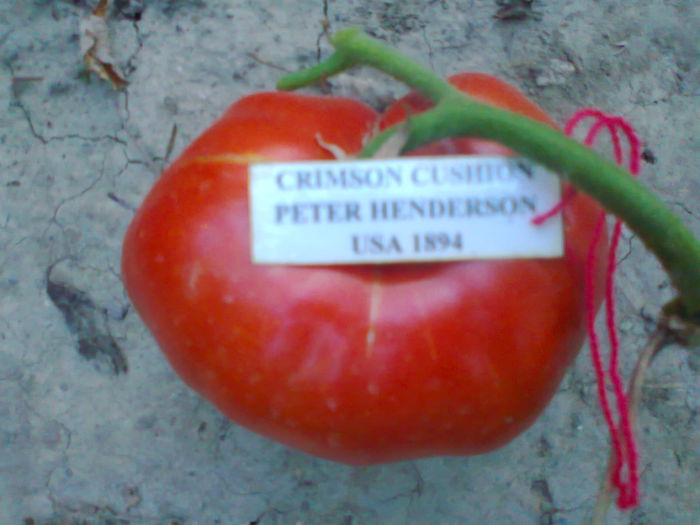 CRIMSON CUSHION
PETER HENDERSON
USA 1894